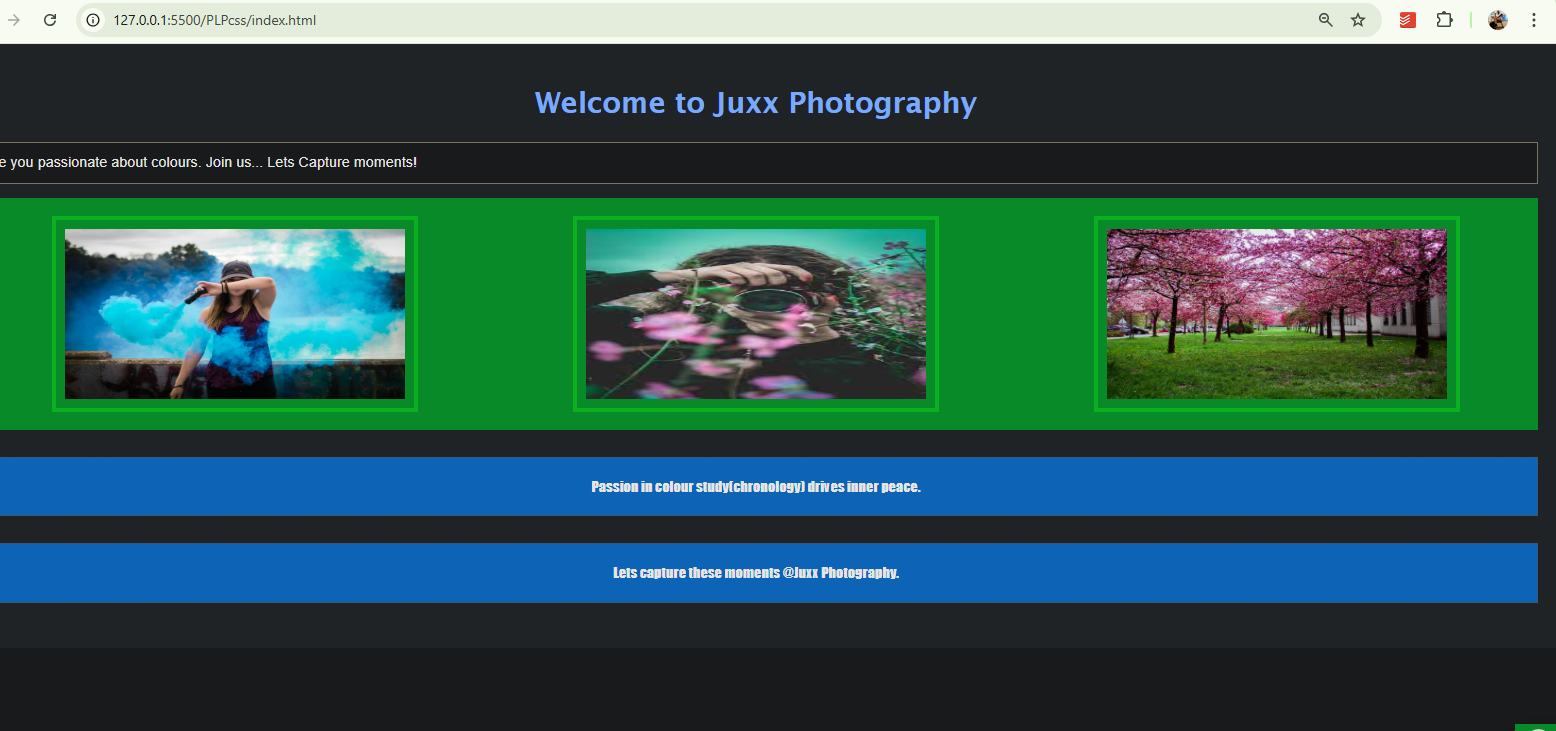 127.0.0.1:5500/PLPcss/index.html
Welcome to Juxx Photography
e you passionate about colours. Join us... Lets Capture moments!
Passion in colour study(chronology) drives inner peace.
Lets capture these moments @Juxx Photography.